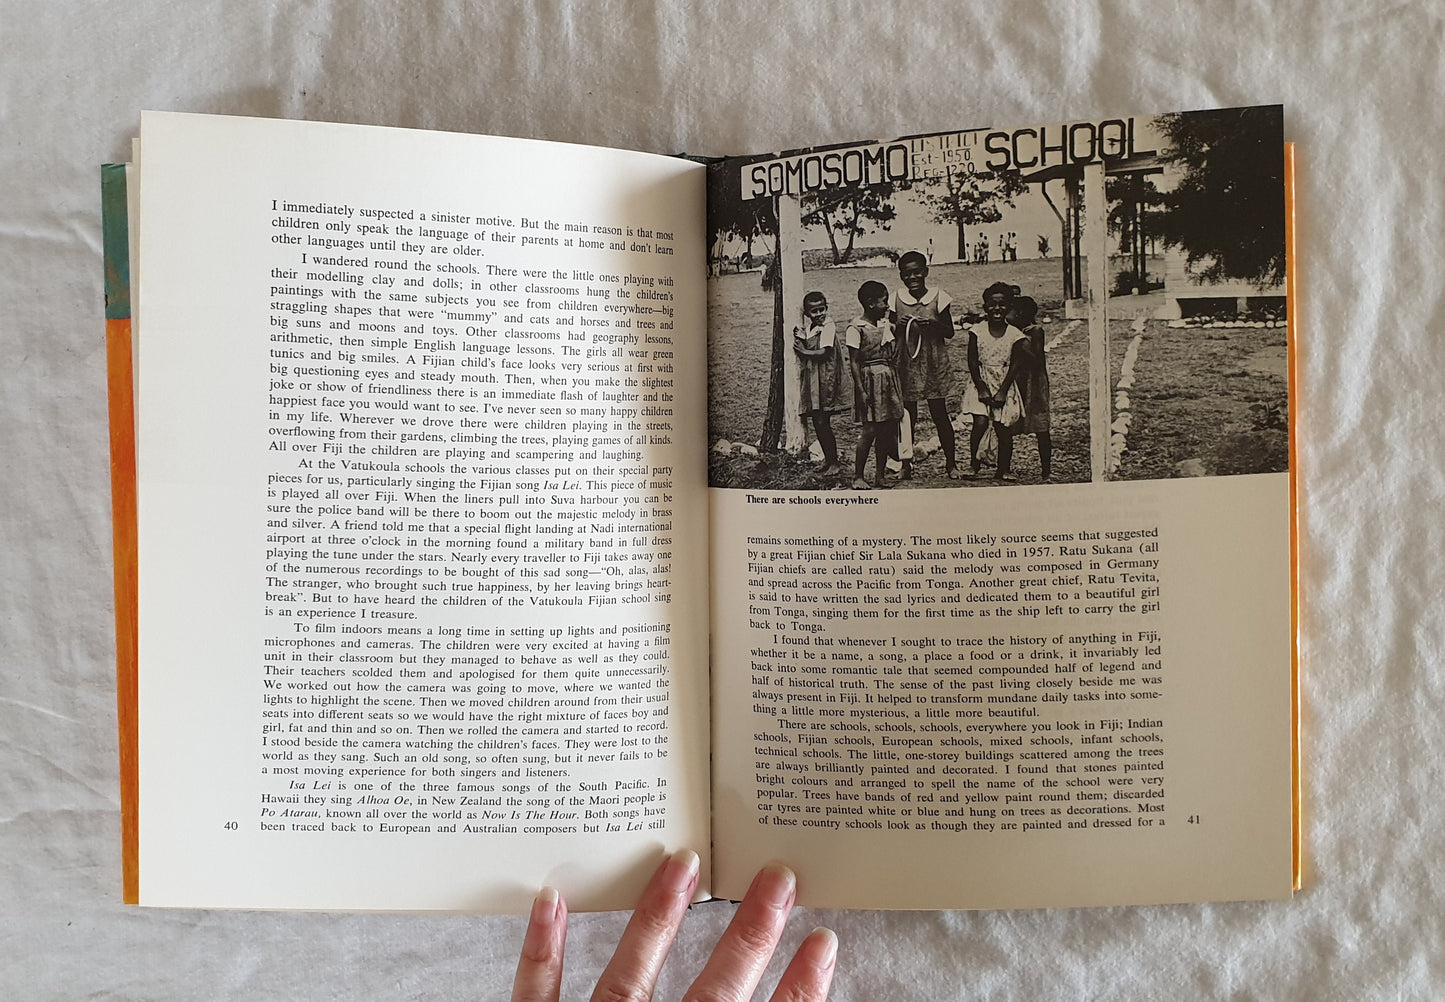 I immediately suspected a sinister motive. But the main reason is that most
children only speak the language of their parents at home and don't learn
other languages until they are older.
I wandered round the schools. There were the little ones playing with
their modelling clay and dolls; in other classrooms hung the children's
paintings with the same subjects you see from children everywhere—big
straggling shapes that were "mummy" and cats and horses and trees and
big suns and moons and toys. Other classrooms had geography lessons,
arithmetic, then simple English language lessons. The girls all wear green
tunics and big smiles. A Fijian child's face looks very serious at first with
big questioning eyes and steady mouth. Then, when you make the slightest
joke or show of friendliness there is an immediate flash of laughter and the
happiest face you would want to see. I've never seen so many happy children
in my life. Wherever we drove there were children playing in the streets,
overflowing from their gardens, climbing the trees, playing games of all kinds.
All over Fiji the children are playing and scampering and laughing.
At the Vatukoula schools the various classes put on their special party
pieces for us, particularly singing the Fijian song Isa Lei. This piece of music
is played all over Fiji. When the liners pull into Suva harbour you can be
sure the police band will be there to boom out the majestic melody in brass
and silver. A friend told me that a special flight landing at Nadi international
airport at three o'clock in the morning found a military band in full dress
playing the tune under the stars. Nearly every traveller to Fiji takes away one
of the numerous recordings to be bought of this sad song—"Oh, alas, alas!
The stranger, who brought such true happiness, by her leaving brings heart-
break". But to have heard the children of the Vatukoula Fijian school sing
is an experience I treasure.
To film indoors means a long time in setting up lights and positioning
microphones and cameras. The children were very excited at having a film
unit in their classroom but they managed to behave as well as they could.
Their teachers scolded them and apologised for them quite unnecessarily.
We worked out how the camera was going to move, where we wanted the
lights to highlight the scene. Then we moved children around from their usual
seats into different seats so we would have the right mixture of faces boy and
girl, fat and thin and so on. Then we rolled the camera and started to record.
I stood beside the camera watching the children's faces. They were lost to the
world as they sang. Such an old song, so often sung, but it never fails to be
a most moving experience for both singers and listeners.
Isa Lei is one of the three famous songs of the South Pacific. In
Hawaii they sing Alhoa Oe, in New Zealand the song of the Maori people is
Po Atarau, known all over the world as Now Is The Hour. Both songs have
been traced back to European and Australian composers but Isa Lei still
40
SOMOSOMO DISTRICT SCHOOL
Est-1950.
There are schools everywhere
remains something of a mystery. The most likely source seems that suggested
by a great Fijian chief Sir Lala Sukana who died in 1957. Ratu Sukana (all
Fijian chiefs are called ratu) said the melody was composed in Germany
and spread across the Pacific from Tonga. Another great chief, Ratu Tevita,
is said to have written the sad lyrics and dedicated them to a beautiful girl
from Tonga, singing them for the first time as the ship left to carry the girl
back to Tonga.
I found that whenever I sought to trace the history of anything in Fiji,
whether it be a name, a song, a place a food or a drink, it invariably led
back into some romantic tale that seemed compounded half of legend and
half of historical truth. The sense of the past living closely beside me was
always present in Fiji. It helped to transform mundane daily tasks into some-
thing a little more mysterious, a little more beautiful.
There are schools, schools, schools, everywhere you look in Fiji; Indian
schools, Fijian schools, European schools, mixed schools, infant schools,
technical schools. The little, one-storey buildings scattered among the trees
are always brilliantly painted and decorated. I found that stones painted
bright colours and arranged to spell the name of the school were very
popular. Trees have bands of red and yellow paint round them; discarded
car tyres are painted white or blue and hung on trees as decorations. Most
of these country schools look as though they are painted and dressed for a
41